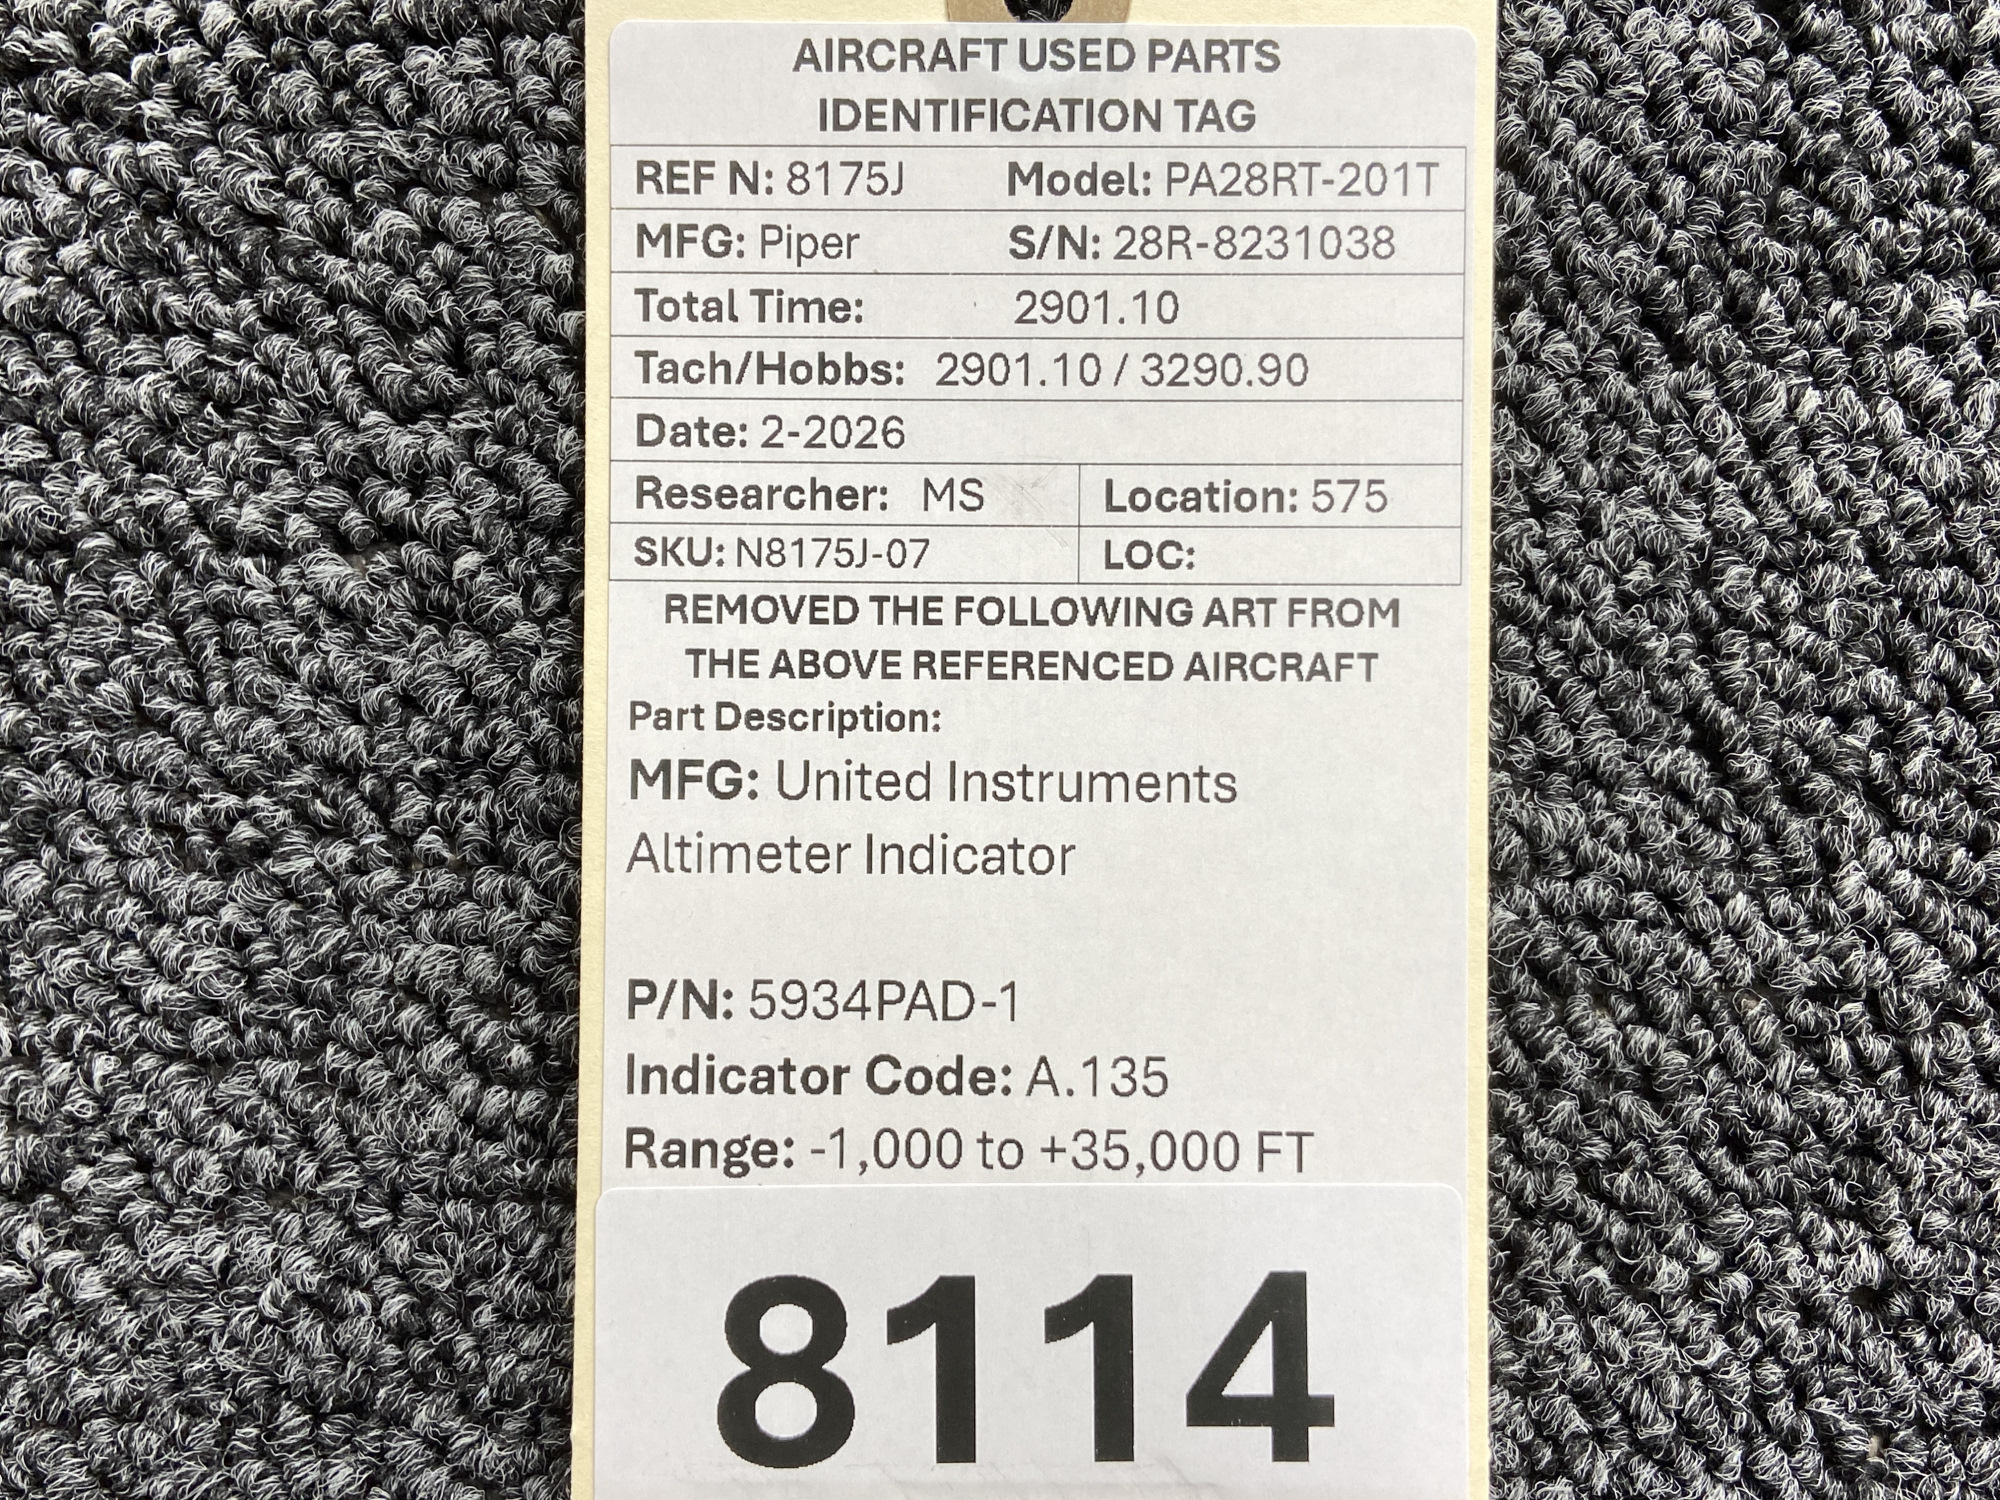 AIRCRAFT USED PARTS
IDENTIFICATION TAG
REF N: 8175J Model: PA28RT-201T
MFG: Piper S/N: 28R-8231038
Total Time: 2901.10
Tach/Hobbs: 2901.10 / 3290.90
Date: 2-2026
Researcher: MS Location: 575
SKU: N8175J-07 LOC:
REMOVED THE FOLLOWING ART FROM
THE ABOVE REFERENCED AIRCRAFT
Part Description:
MFG: United Instruments
Altimeter Indicator
P/N: 5934PAD-1
Indicator Code: A.135
Range: -1,000 to +35,000 FT
8114